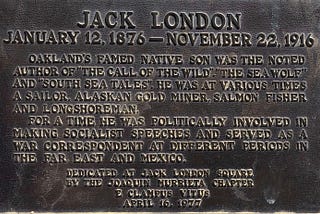 JACK LONDON
JANUARY 12, 1876 — NOVEMBER 22, 1916
OAKLAND'S FAMED NATIVE SON WAS THE NOTED
AUTHOR OF "THE CALL OF THE WILD", "THE SEA WOLF"
AND "SOUTH SEA TALES". HE WAS AT VARIOUS TIMES
A SAILOR, ALASKAN GOLD MINER, SALMON FISHER
AND LONGSHOREMAN.
FOR A TIME HE WAS POLITICALLY INVOLVED IN
MAKING SOCIALIST SPEECHES AND SERVED AS A
WAR CORRESPONDENT AT DIFFERENT PERIODS IN
THE FAR EAST AND MEXICO.
DEDICATED AT JACK LONDON SQUARE
BY THE JOAQUIN MURRIETA CHAPTER
E CLAMPUS VITUS
APRIL 16, 1977